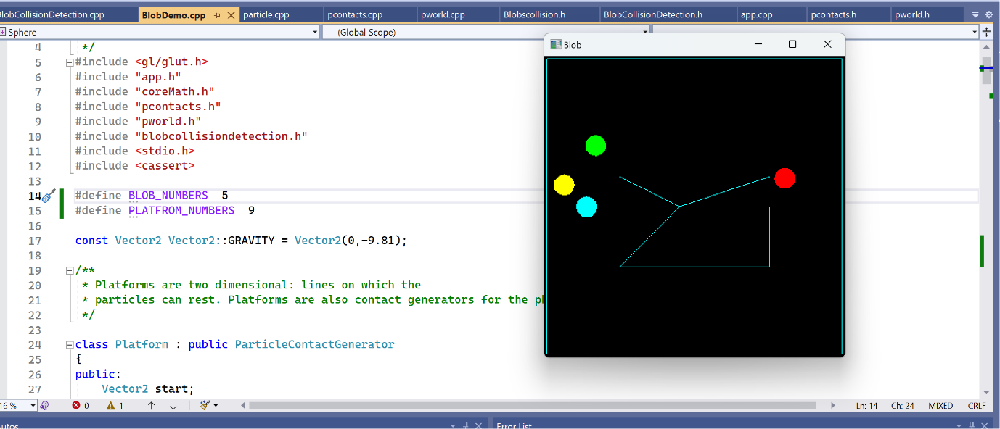 BlobCollisionDetection.cpp BlobDemo.cpp particle.cpp pcontacts.cpp pworld.cpp Blobscollision.h BlobCollisionDetection.h app.cpp pcontacts.h pworld.h
Sphere (Global Scope)
Blob
4 */
5 #include <gl/glut.h>
6 #include "app.h"
7 #include "coreMath.h"
8 #include "pcontacts.h"
9 #include "pworld.h"
10 #include "blobcollisiondetection.h"
11 #include <stdio.h>
12 #include <cassert>
13
14 #define BLOB_NUMBERS 5
15 #define PLATFROM_NUMBERS 9
16
17 const Vector2 Vector2::GRAVITY = Vector2(0,-9.81);
18
19 /**
20 * Platforms are two dimensional: lines on which the
21 * particles can rest. Platforms are also contact generators for the ph
22 */
23
24 class Platform : public ParticleContactGenerator
25 {
26 public:
27 Vector2 start;
16 % 0 1 Ln: 14 Ch: 24 MIXED CRLF
Autos Error List